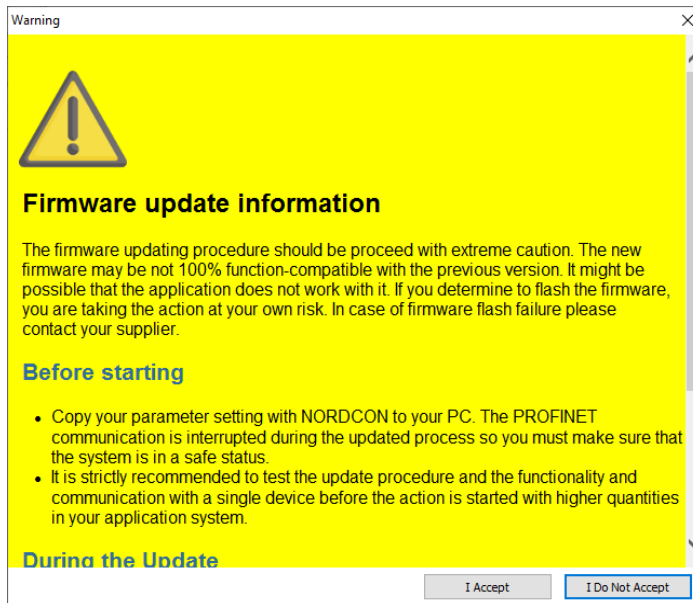 Warning
Firmware update information
The firmware updating procedure should be proceed with extreme caution. The new
firmware may be not 100% function-compatible with the previous version. It might be
possible that the application does not work with it. If you determine to flash the firmware,
you are taking the action at your own risk. In case of firmware flash failure please
contact your supplier.
Before starting
• Copy your parameter setting with NORDCON to your PC. The PROFINET
communication is interrupted during the updated process so you must make sure that
the system is in a safe status.
• It is strictly recommended to test the update procedure and the functionality and
communication with a single device before the action is started with higher quantities
in your application system.
During the Update
I Accept
I Do Not Accept